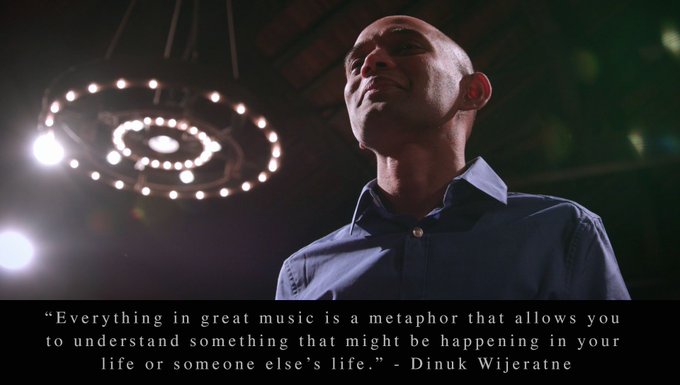 “Everything in great music is a metaphor that allows you
to understand something that might be happening in your
life or someone else’s life.” - Dinuk Wijeratne